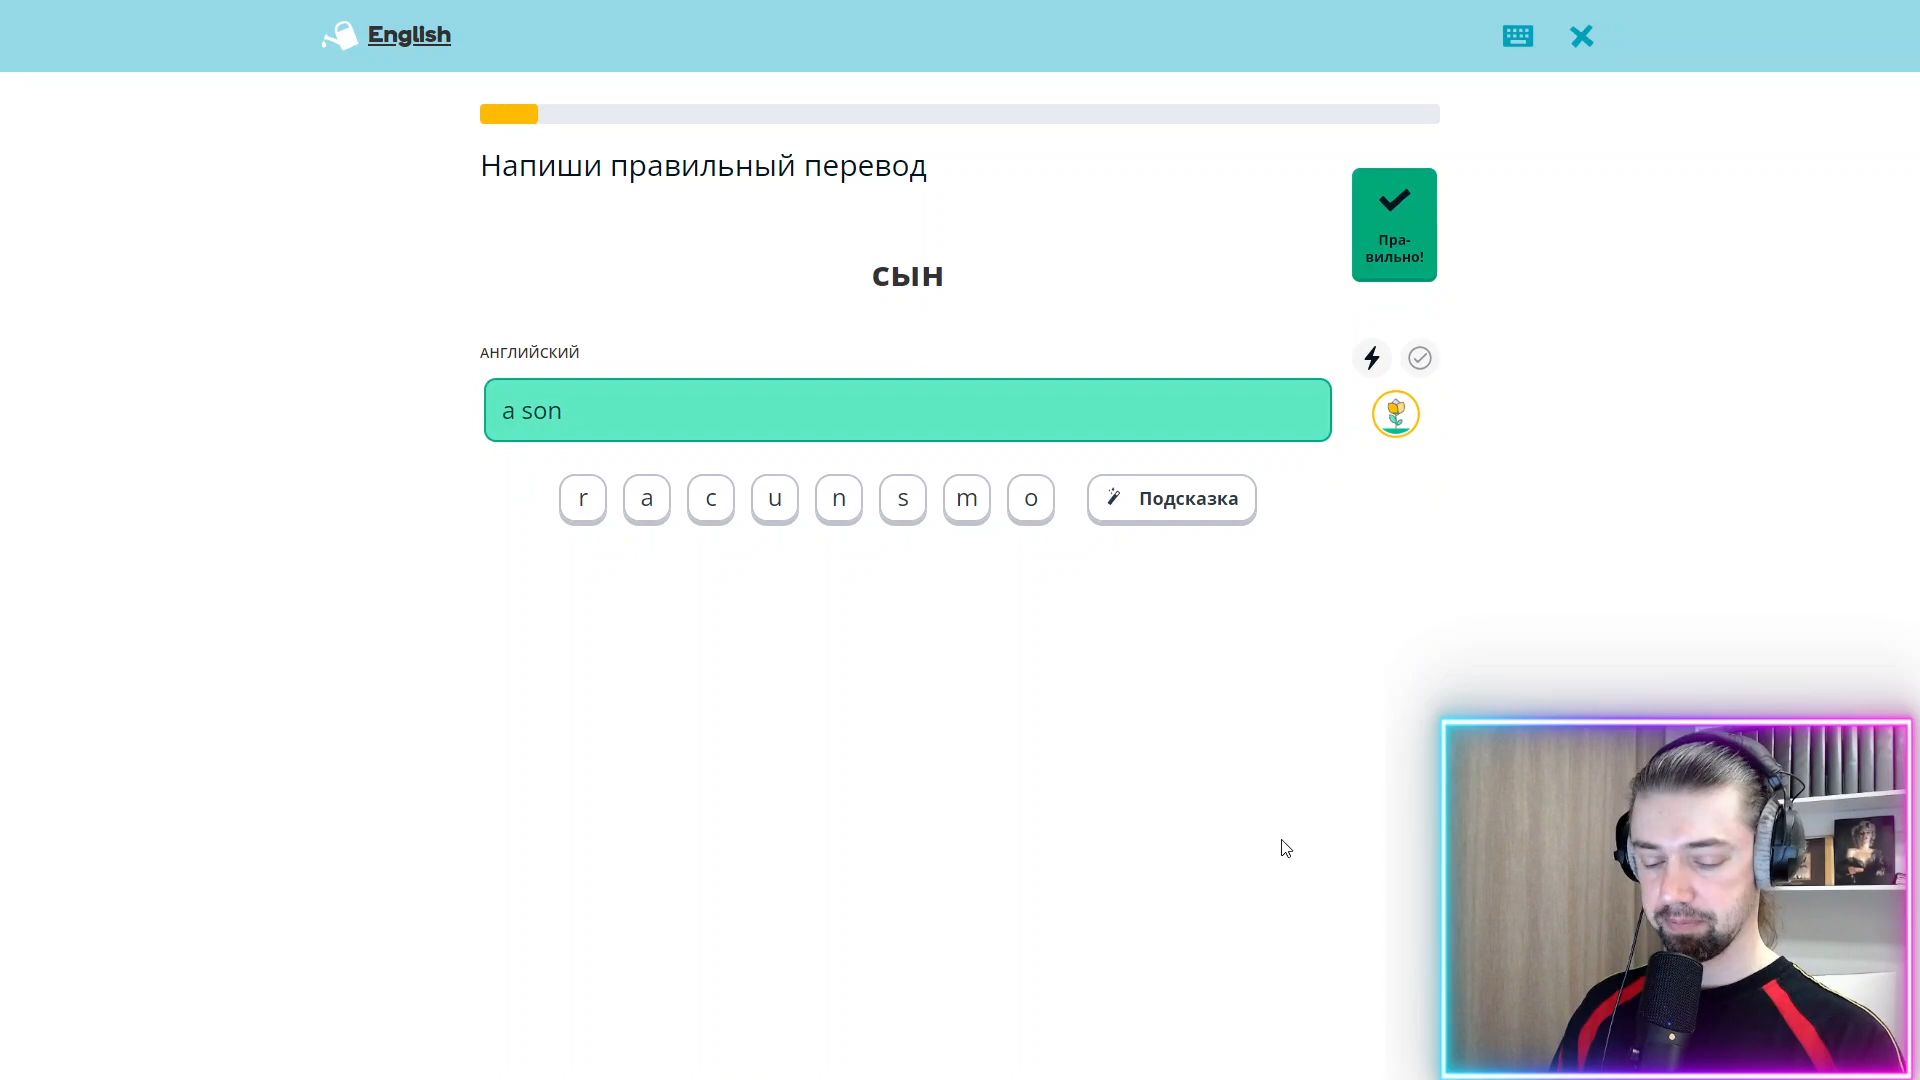 English
Напиши правильный перевод
Пра-
вильно!
сын
АНГЛИЙСКИЙ
a son
r a c u n s m o Подсказка